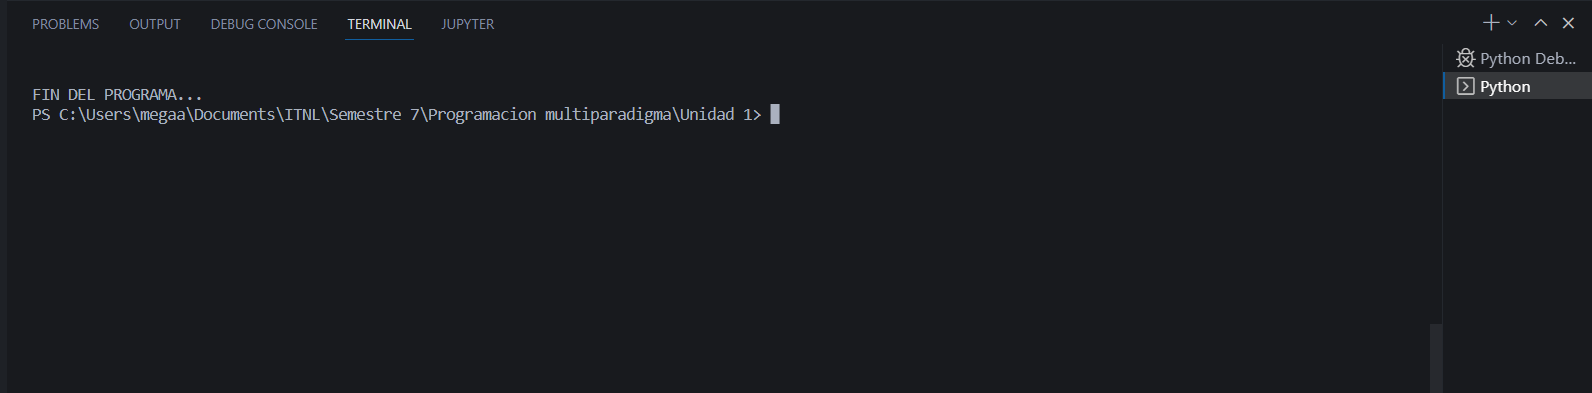 PROBLEMS OUTPUT DEBUG CONSOLE TERMINAL JUPYTER
Python Deb...
Python
FIN DEL PROGRAMA...
PS C:\Users\megaa\Documents\ITNL\Semestre 7\Programacion multiparadigma\Unidad 1>